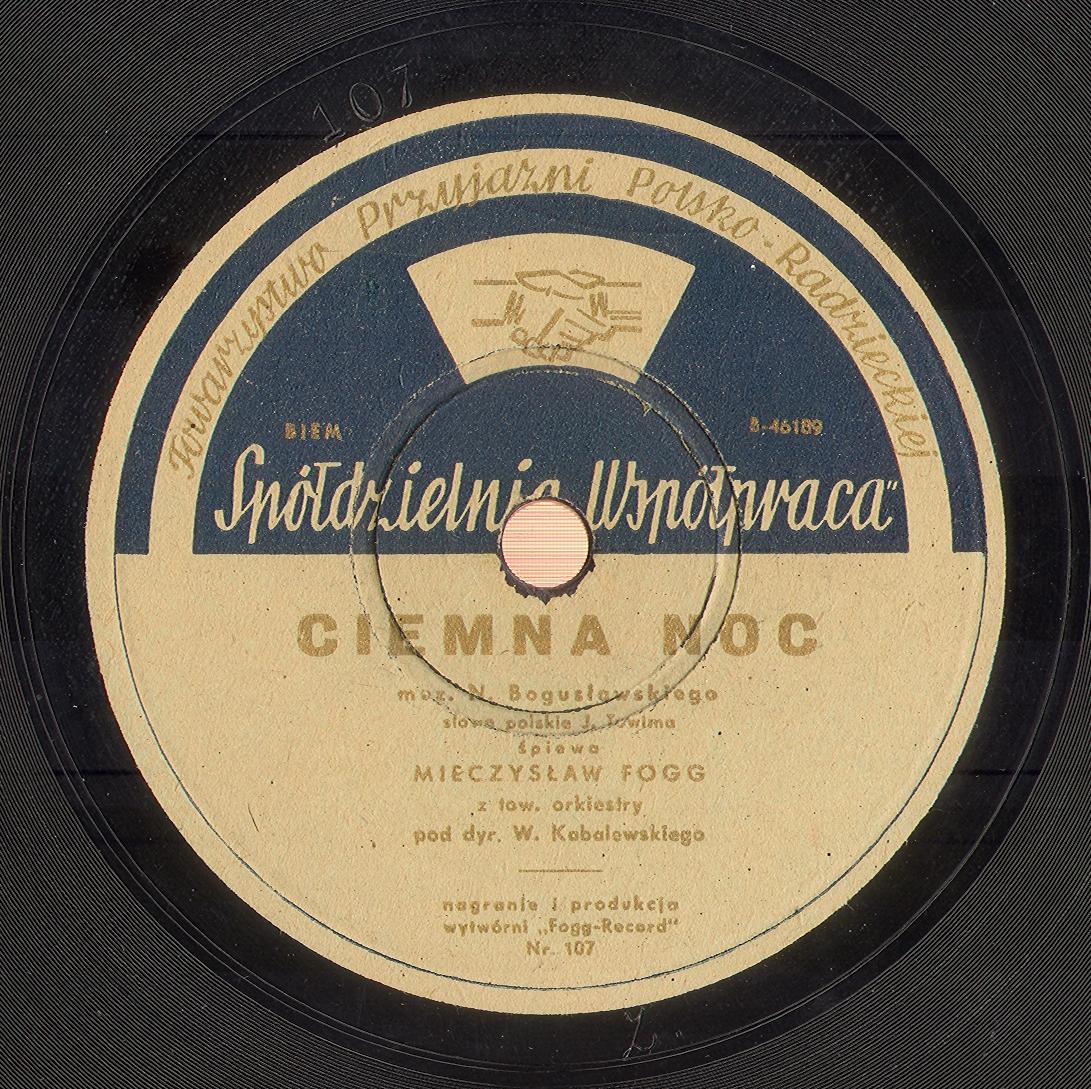 107
Towarzystwa Przyjaźni Polsko-Radzieckiej
BIEM
B-46189
Spółdzielnia „Współpraca"
CIEMNA NOC
muz. N. Bogusławskiego
słowa polskie J. Tuwima
śpiewa
MIECZYSŁAW FOGG
z tow. orkiestry
pod dyr. W. Kabalewskiego
nagranie i produkcja
wytwórni „Fogg-Record"
Nr. 107